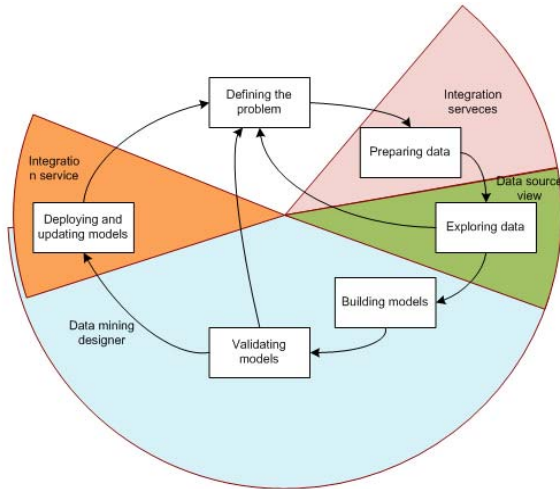 Defining the
problem
Integration
serveces
Preparing data
Integratio
n service
Data source
view
Deploying and
updating models
Exploring data
Building models
Data mining
designer
Validating
models